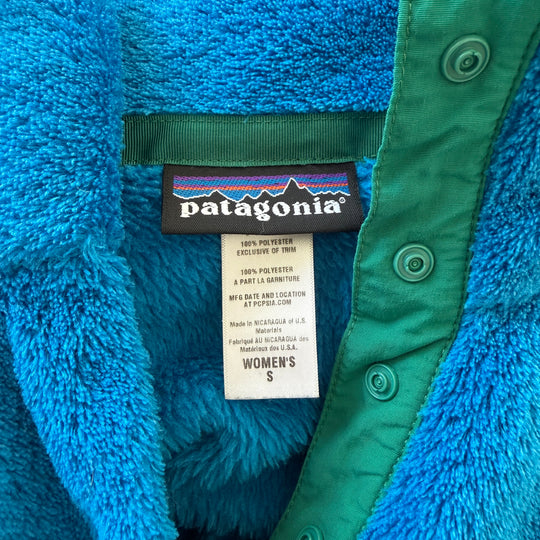 patagonia®
100% POLYESTER
EXCLUSIVE OF TRIM
100% POLYESTER
A PART LA GARNITURE
MFG DATE AND LOCATION
AT PCPSIA.COM
Made in NICARAGUA of U.S.
Materials
Fabriqué AU NICARAGUA des
Matériaux des U.S.A.
WOMEN'S
S